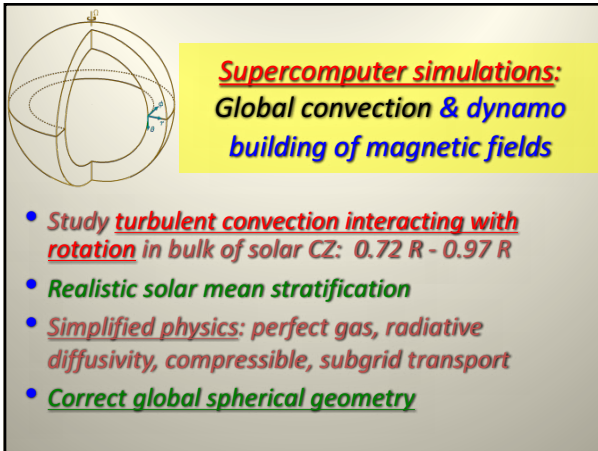 Supercomputer simulations:
Global convection & dynamo
building of magnetic fields
• Study turbulent convection interacting with
rotation in bulk of solar CZ: 0.72 R - 0.97 R
• Realistic solar mean stratification
• Simplified physics: perfect gas, radiative
diffusivity, compressible, subgrid transport
• Correct global spherical geometry